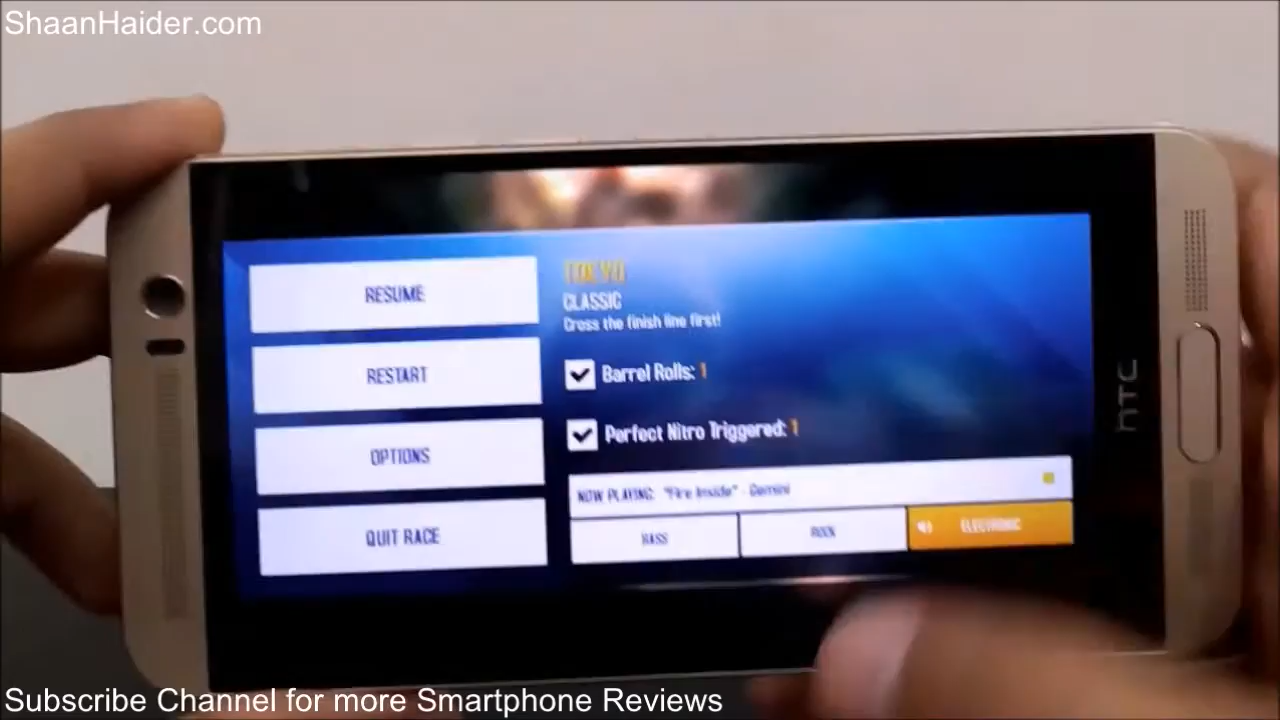 ShaanHaider.com
RESUME
RESTART
OPTIONS
QUIT RACE
TOKYO
CLASSIC
Cross the finish line first!
Barrel Rolls: 1
Perfect Nitro Triggered: 1
NOW PLAYING: "Fire Inside" - Gemini
BASS
ROCK
ELECTRONIC
hTC
Subscribe Channel for more Smartphone Reviews